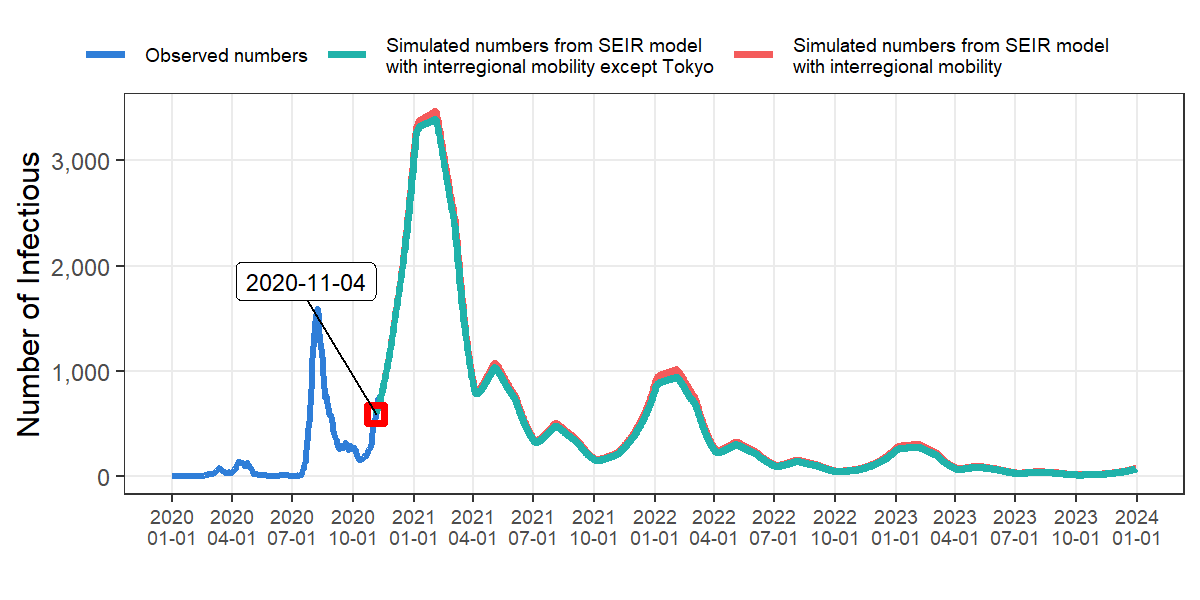 Observed numbers
Simulated numbers from SEIR model
with interregional mobility except Tokyo
Simulated numbers from SEIR model
with interregional mobility
Number of Infectious
3,000
2,000
1,000
0
2020-11-04
2020 2020 2020 2020 2021 2021 2021 2021 2022 2022 2022 2022 2023 2023 2023 2023 2024
01-01 04-01 07-01 10-01 01-01 04-01 07-01 10-01 01-01 04-01 07-01 10-01 01-01 04-01 07-01 10-01 01-01